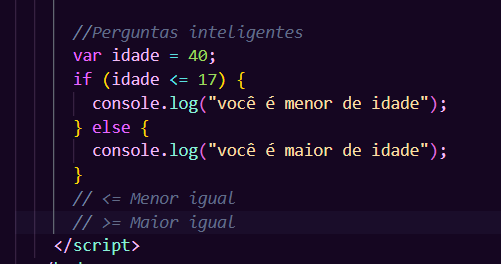 //Perguntas inteligentes
var idade = 40;
if (idade <= 17) {
console.log("você é menor de idade");
} else {
console.log("você é maior de idade");
}
// <= Menor igual
// >= Maior igual
</script>